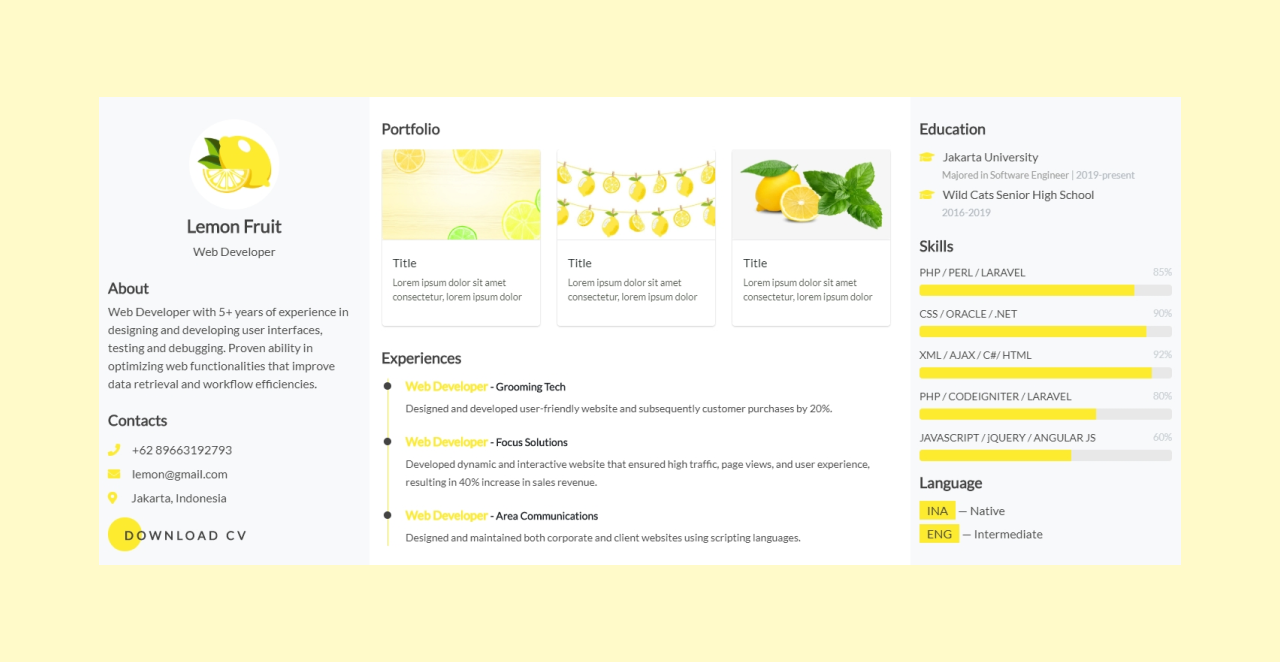 Lemon Fruit
Web Developer
About
Web Developer with 5+ years of experience in
designing and developing user interfaces,
testing and debugging. Proven ability in
optimizing web functionalities that improve
data retrieval and workflow efficiencies.
Contacts
+62 89663192793
lemon@gmail.com
Jakarta, Indonesia
DOWNLOAD CV
Portfolio
Title
Lorem ipsum dolor sit amet
consectetur, lorem ipsum dolor
Title
Lorem ipsum dolor sit amet
consectetur, lorem ipsum dolor
Title
Lorem ipsum dolor sit amet
consectetur, lorem ipsum dolor
Experiences
Web Developer - Grooming Tech
Designed and developed user-friendly website and subsequently customer purchases by 20%.
Web Developer - Focus Solutions
Developed dynamic and interactive website that ensured high traffic, page views, and user experience,
resulting in 40% increase in sales revenue.
Web Developer - Area Communications
Designed and maintained both corporate and client websites using scripting languages.
Education
Jakarta University
Majored in Software Engineer | 2019-present
Wild Cats Senior High School
2016-2019
Skills
PHP / PERL / LARAVEL 85%
CSS / ORACLE / .NET 90%
XML / AJAX / C#/ HTML 92%
PHP / CODEIGNITER / LARAVEL 80%
JAVASCRIPT / jQUERY / ANGULAR JS 60%
Language
INA — Native
ENG — Intermediate